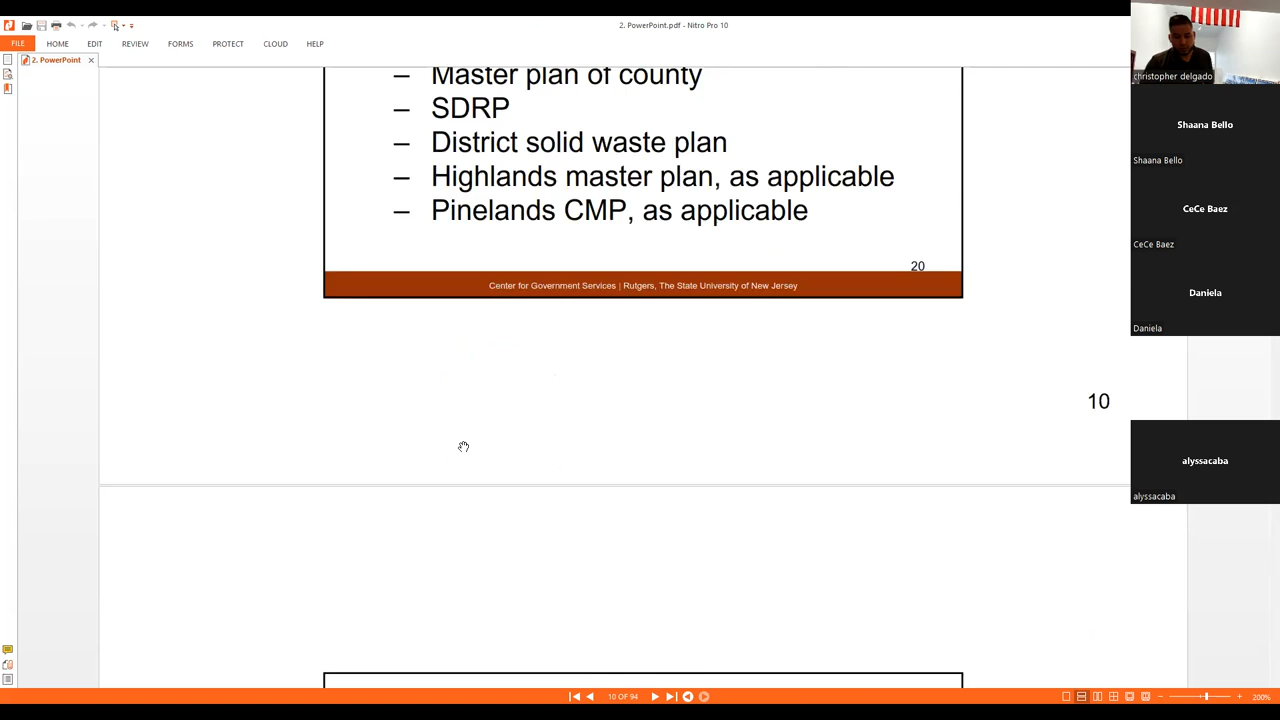 2. PowerPoint.pdf - Nitro Pro 10
FILE HOME EDIT REVIEW FORMS PROTECT CLOUD HELP
2. PowerPoint
– Master plan of county
– SDRP
– District solid waste plan
– Highlands master plan, as applicable
– Pinelands CMP, as applicable
20
Center for Government Services | Rutgers, The State University of New Jersey
10
christopher delgado
Shaana Bello
Shaana Bello
CeCe Baez
CeCe Baez
Daniela
Daniela
alyssacaba
alyssacaba
10 OF 94
200%